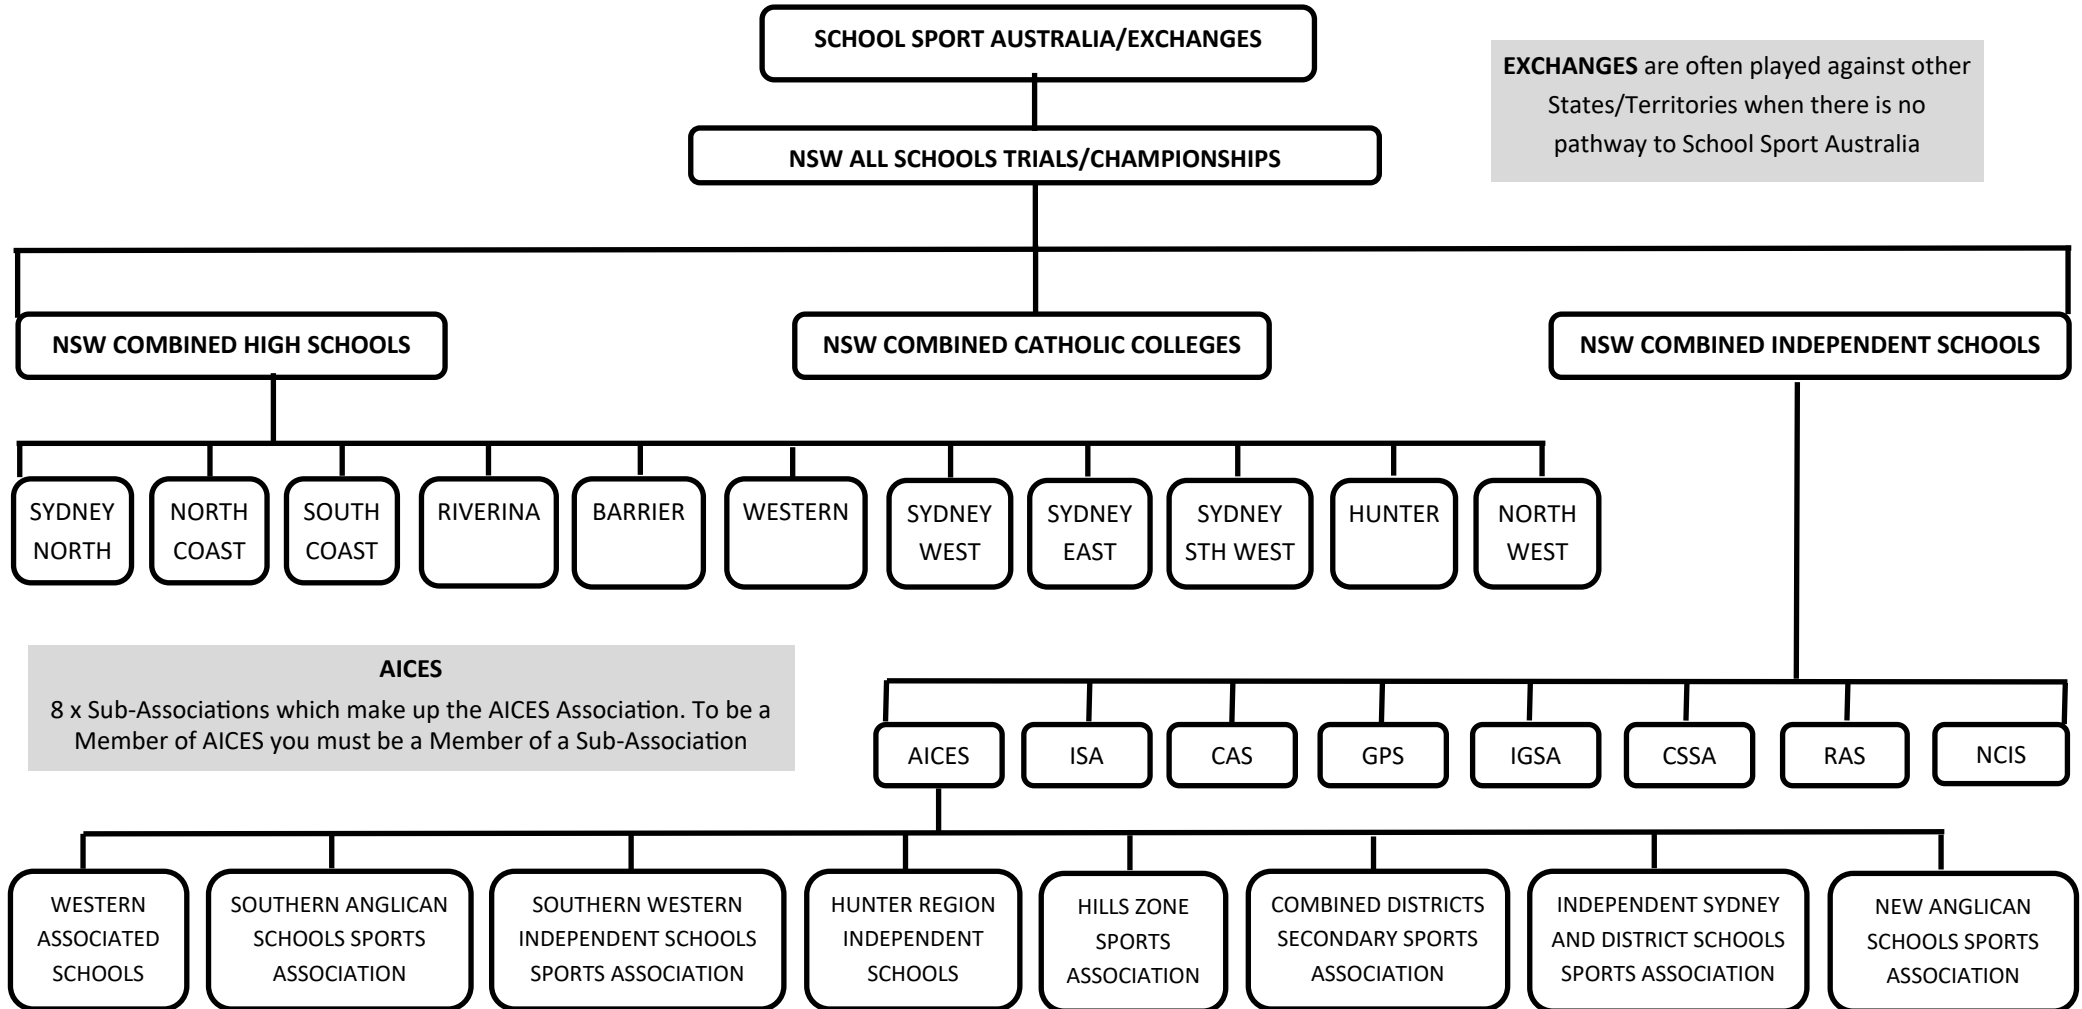 SCHOOL SPORT AUSTRALIA/EXCHANGES
EXCHANGES are often played against other
States/Territories when there is no
pathway to School Sport Australia
NSW ALL SCHOOLS TRIALS/CHAMPIONSHIPS
NSW COMBINED HIGH SCHOOLS
NSW COMBINED CATHOLIC COLLEGES
NSW COMBINED INDEPENDENT SCHOOLS
SYDNEY
NORTH
NORTH
COAST
SOUTH
COAST
RIVERINA
BARRIER
WESTERN
SYDNEY
WEST
SYDNEY
EAST
SYDNEY
STH WEST
HUNTER
NORTH
WEST
AICES
8 x Sub-Associations which make up the AICES Association. To be a
Member of AICES you must be a Member of a Sub-Association
AICES
ISA
CAS
GPS
IGSA
CSSA
RAS
NCIS
WESTERN
ASSOCIATED
SCHOOLS
SOUTHERN ANGLICAN
SCHOOLS SPORTS
ASSOCIATION
SOUTHERN WESTERN
INDEPENDENT SCHOOLS
SPORTS ASSOCIATION
HUNTER REGION
INDEPENDENT
SCHOOLS
HILLS ZONE
SPORTS
ASSOCIATION
COMBINED DISTRICTS
SECONDARY SPORTS
ASSOCIATION
INDEPENDENT SYDNEY
AND DISTRICT SCHOOLS
SPORTS ASSOCIATION
NEW ANGLICAN
SCHOOLS SPORTS
ASSOCIATION